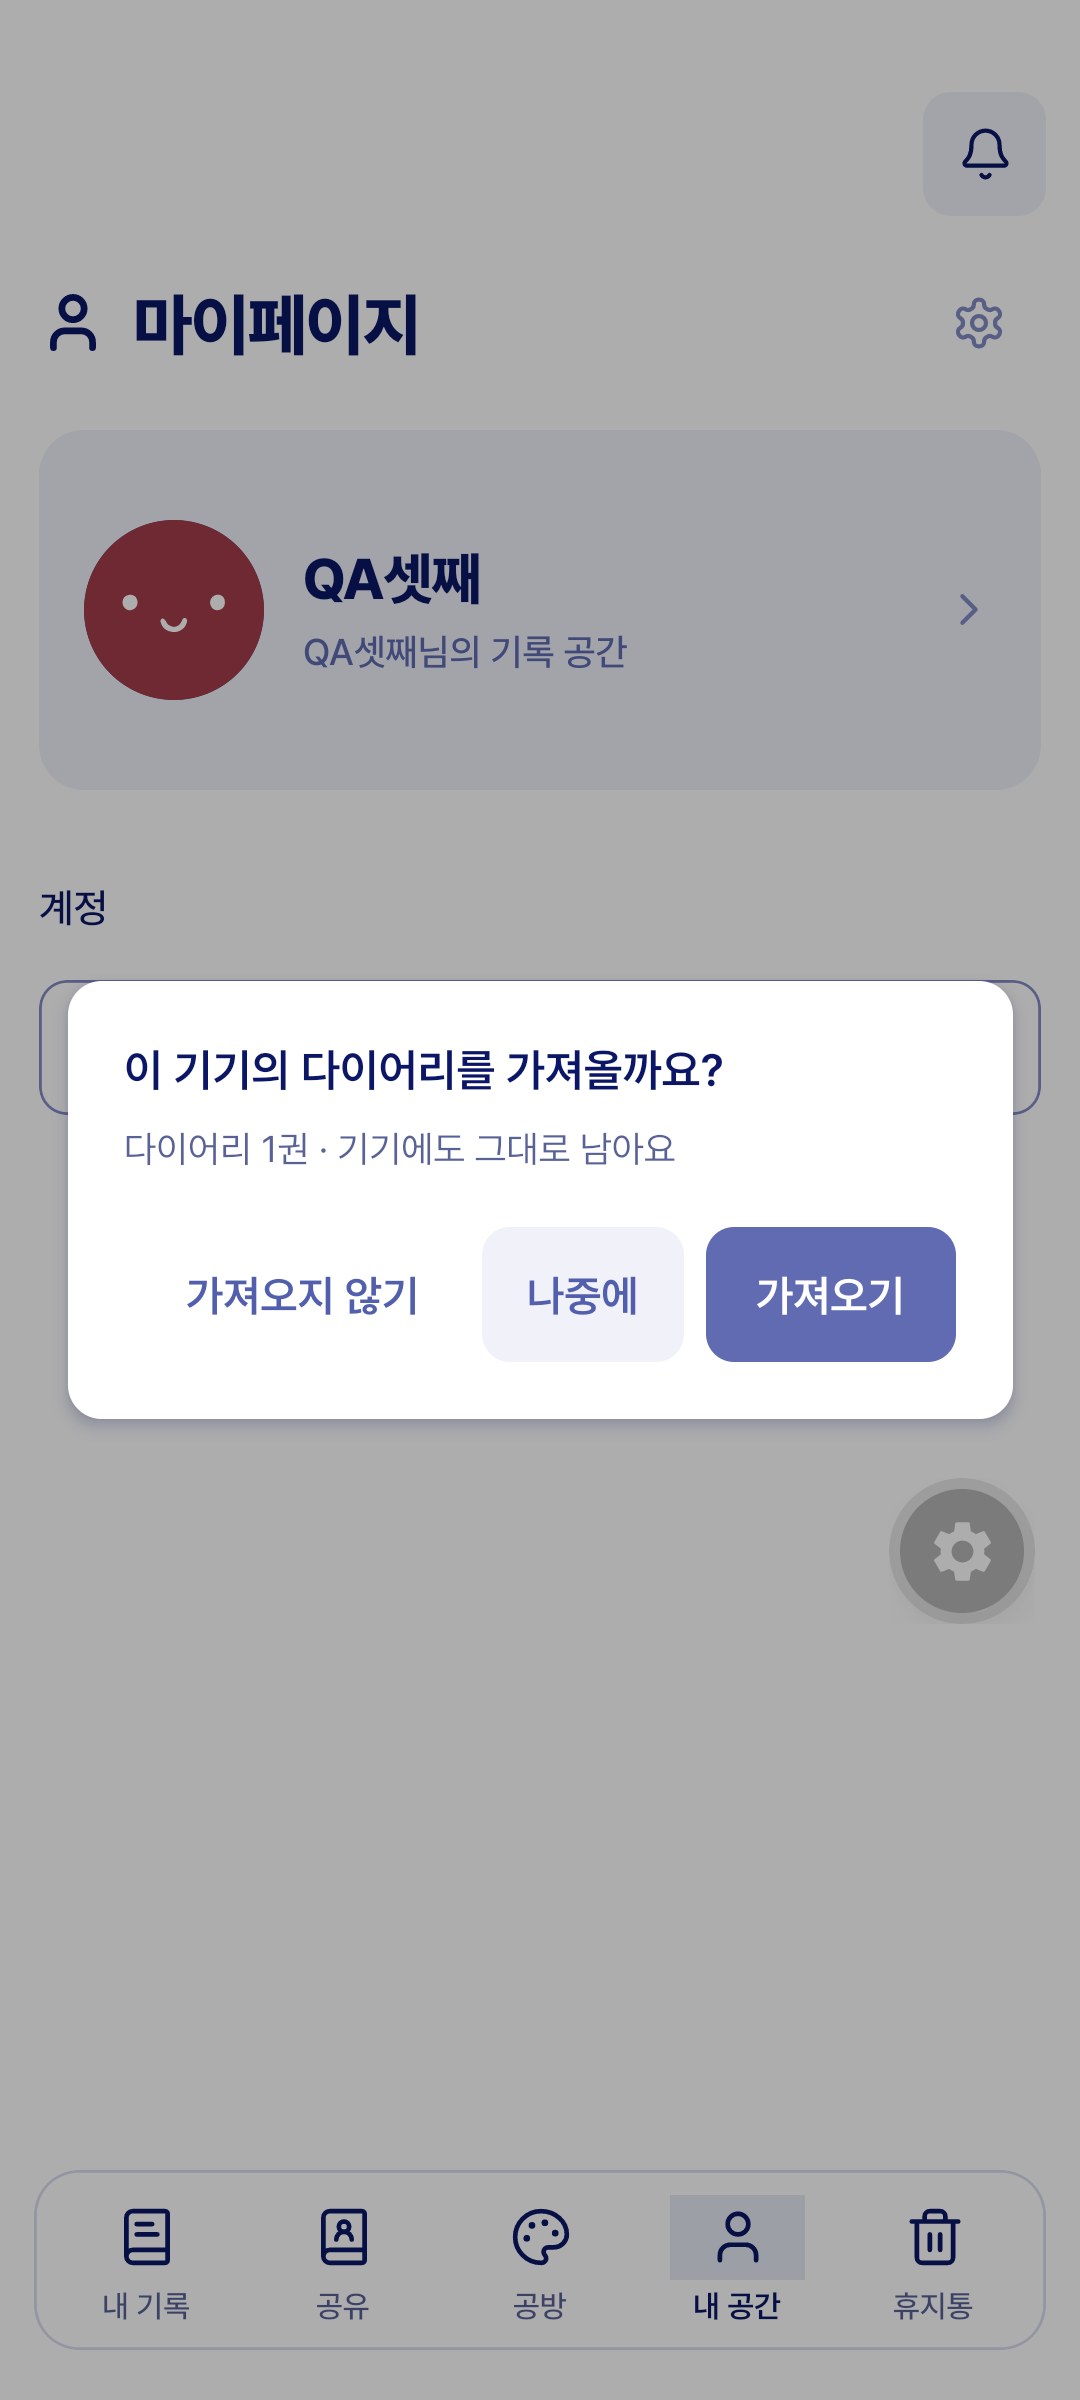 마이페이지
QA셋째
QA셋째님의 기록 공간
계정
이 기기의 다이어리를 가져올까요?
다이어리 1권 · 기기에도 그대로 남아요
가져오지 않기
나중에
가져오기
내 기록
공유
공방
내 공간
휴지통